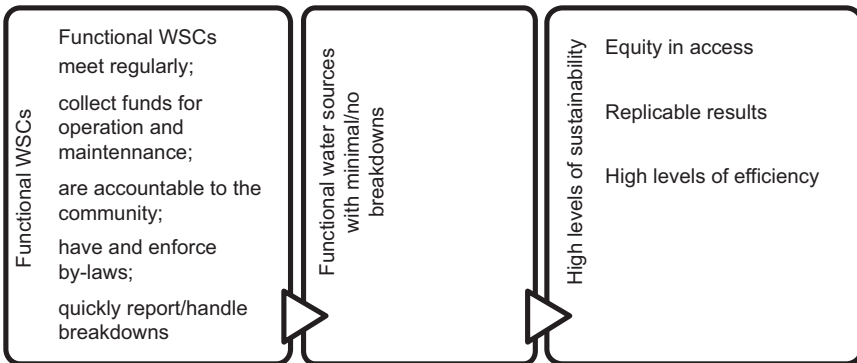 Functional WSCs
Functional WSCs
meet regularly;
collect funds for
operation and
maintennance;
are accountable to the
community;
have and enforce
by-laws;
quickly report/handle
breakdowns
Functional water sources
with minimal/no
breakdowns
High levels of sustainability
Equity in access
Replicable results
High levels of efficiency